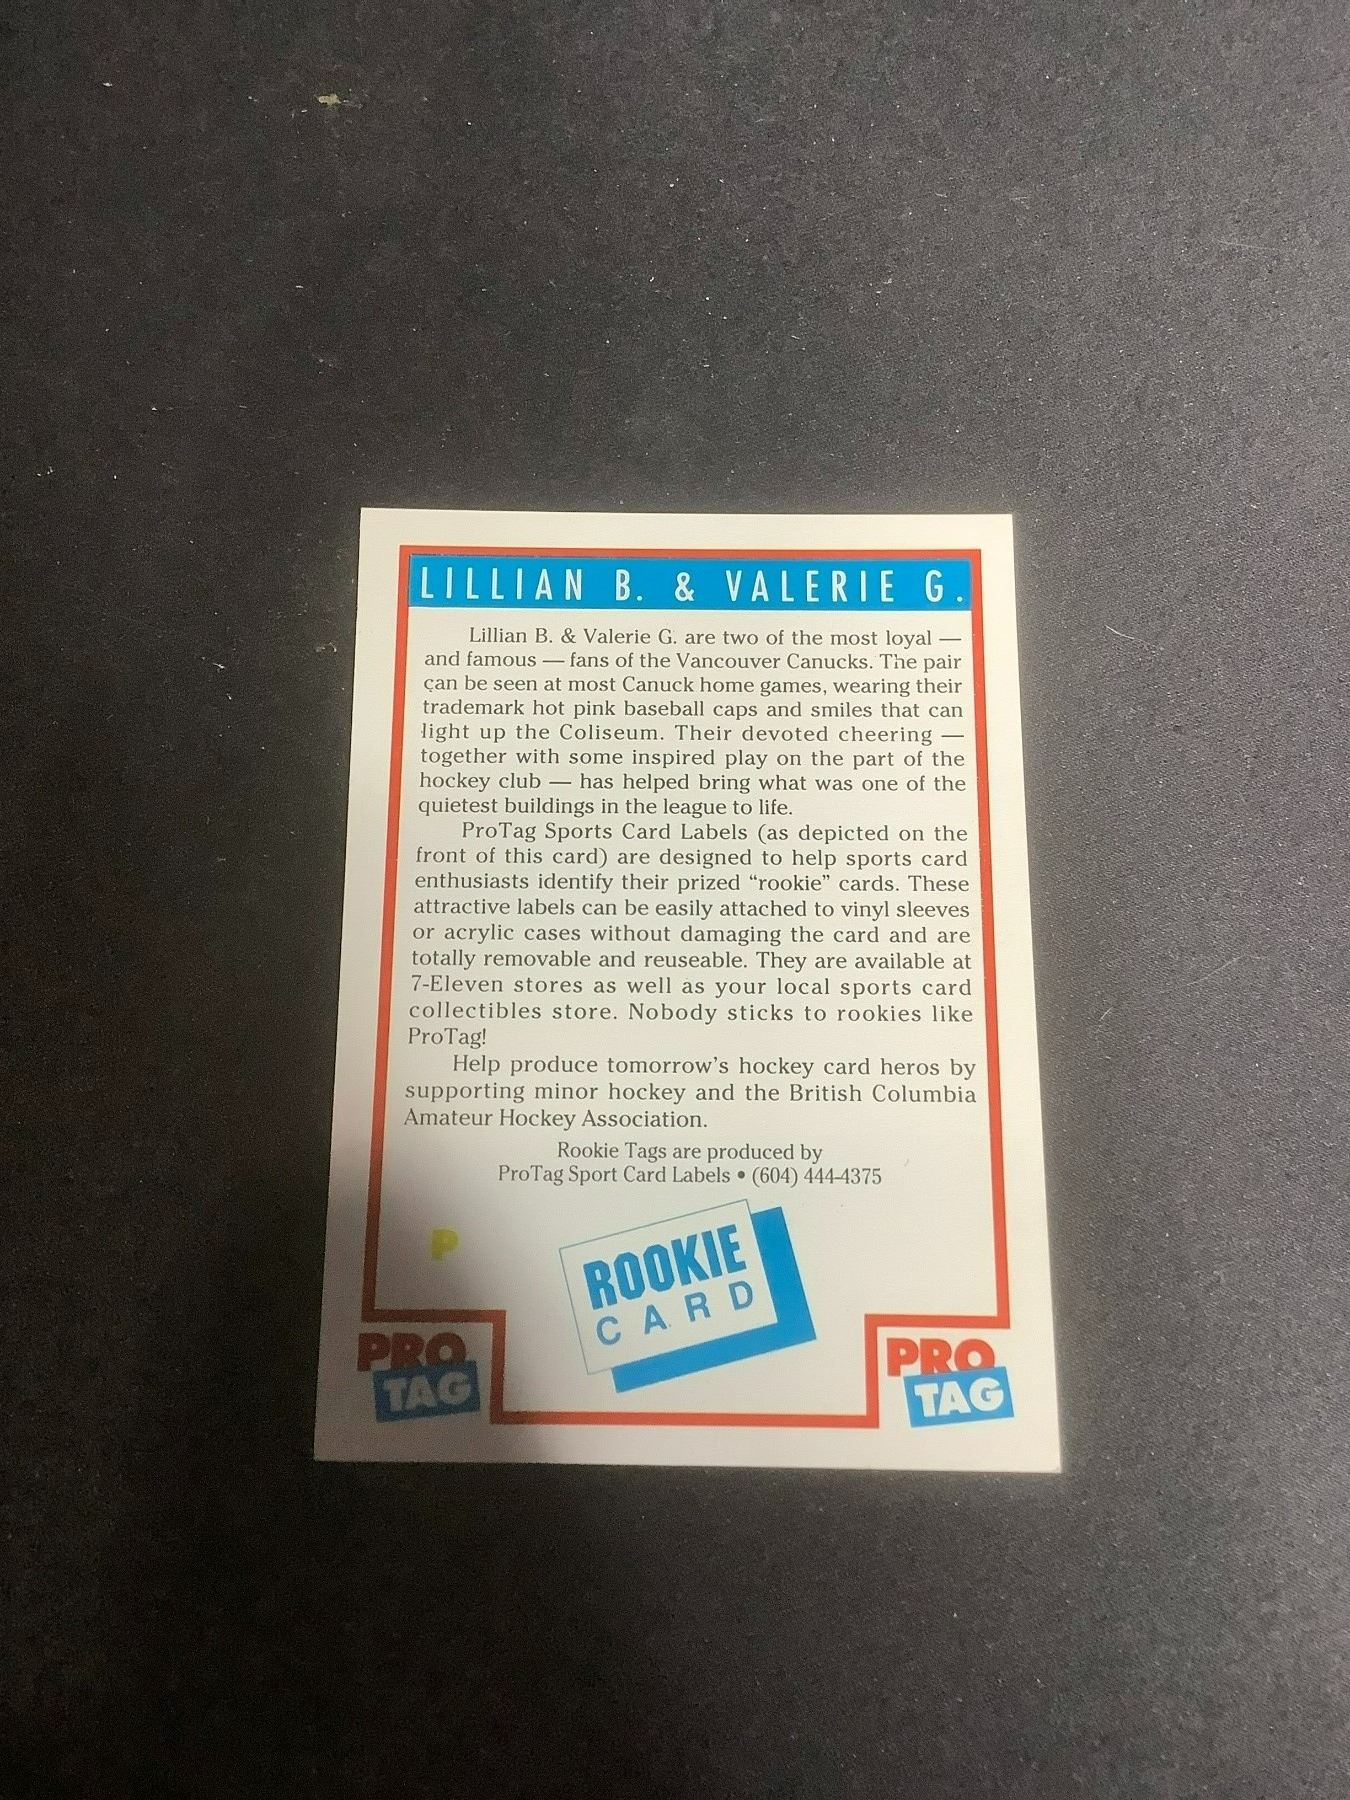 LILLIAN B. & VALERIE G.
Lillian B. & Valerie G. are two of the most loyal —
and famous — fans of the Vancouver Canucks. The pair
can be seen at most Canuck home games, wearing their
trademark hot pink baseball caps and smiles that can
light up the Coliseum. Their devoted cheering —
together with some inspired play on the part of the
hockey club — has helped bring what was one of the
quietest buildings in the league to life.
ProTag Sports Card Labels (as depicted on the
front of this card) are designed to help sports card
enthusiasts identify their prized “rookie” cards. These
attractive labels can be easily attached to vinyl sleeves
or acrylic cases without damaging the card and are
totally removable and reuseable. They are available at
7-Eleven stores as well as your local sports card
collectibles store. Nobody sticks to rookies like
ProTag!
Help produce tomorrow’s hockey card heros by
supporting minor hockey and the British Columbia
Amateur Hockey Association.
Rookie Tags are produced by
ProTag Sport Card Labels • (604) 444-4375
P
ROOKIE
CARD
PRO
TAG
PRO
TAG